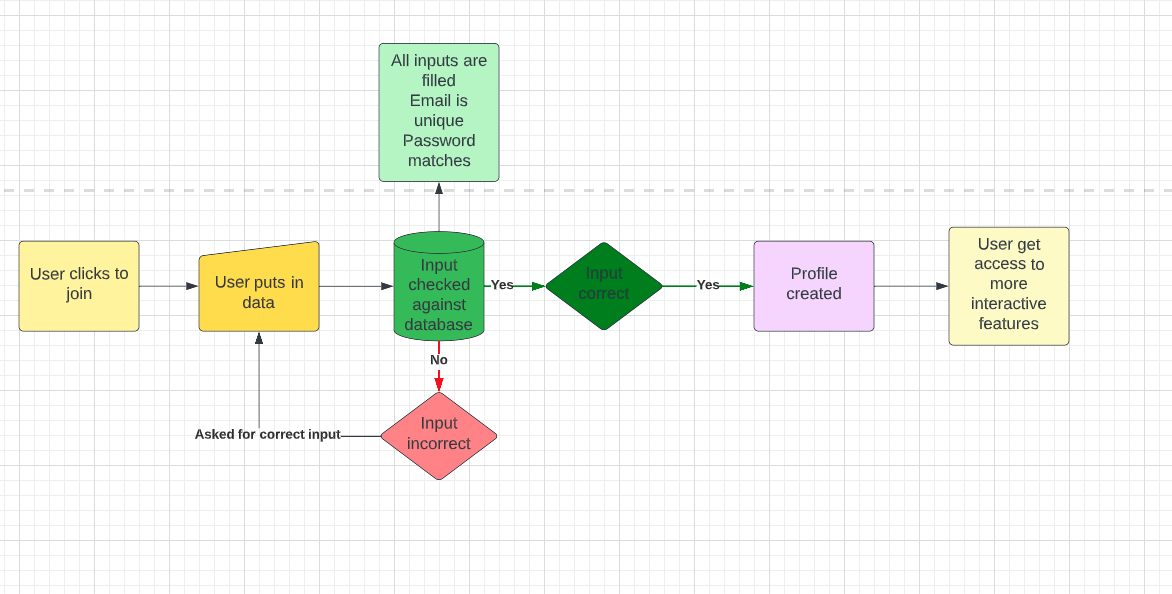 All inputs are
filled
Email is
unique
Password
matches
User clicks to
join
User puts in
data
Input
checked
against
database
Yes
Input
correct
Yes
Profile
created
User get
access to
more
interactive
features
No
Asked for correct input
Input
incorrect